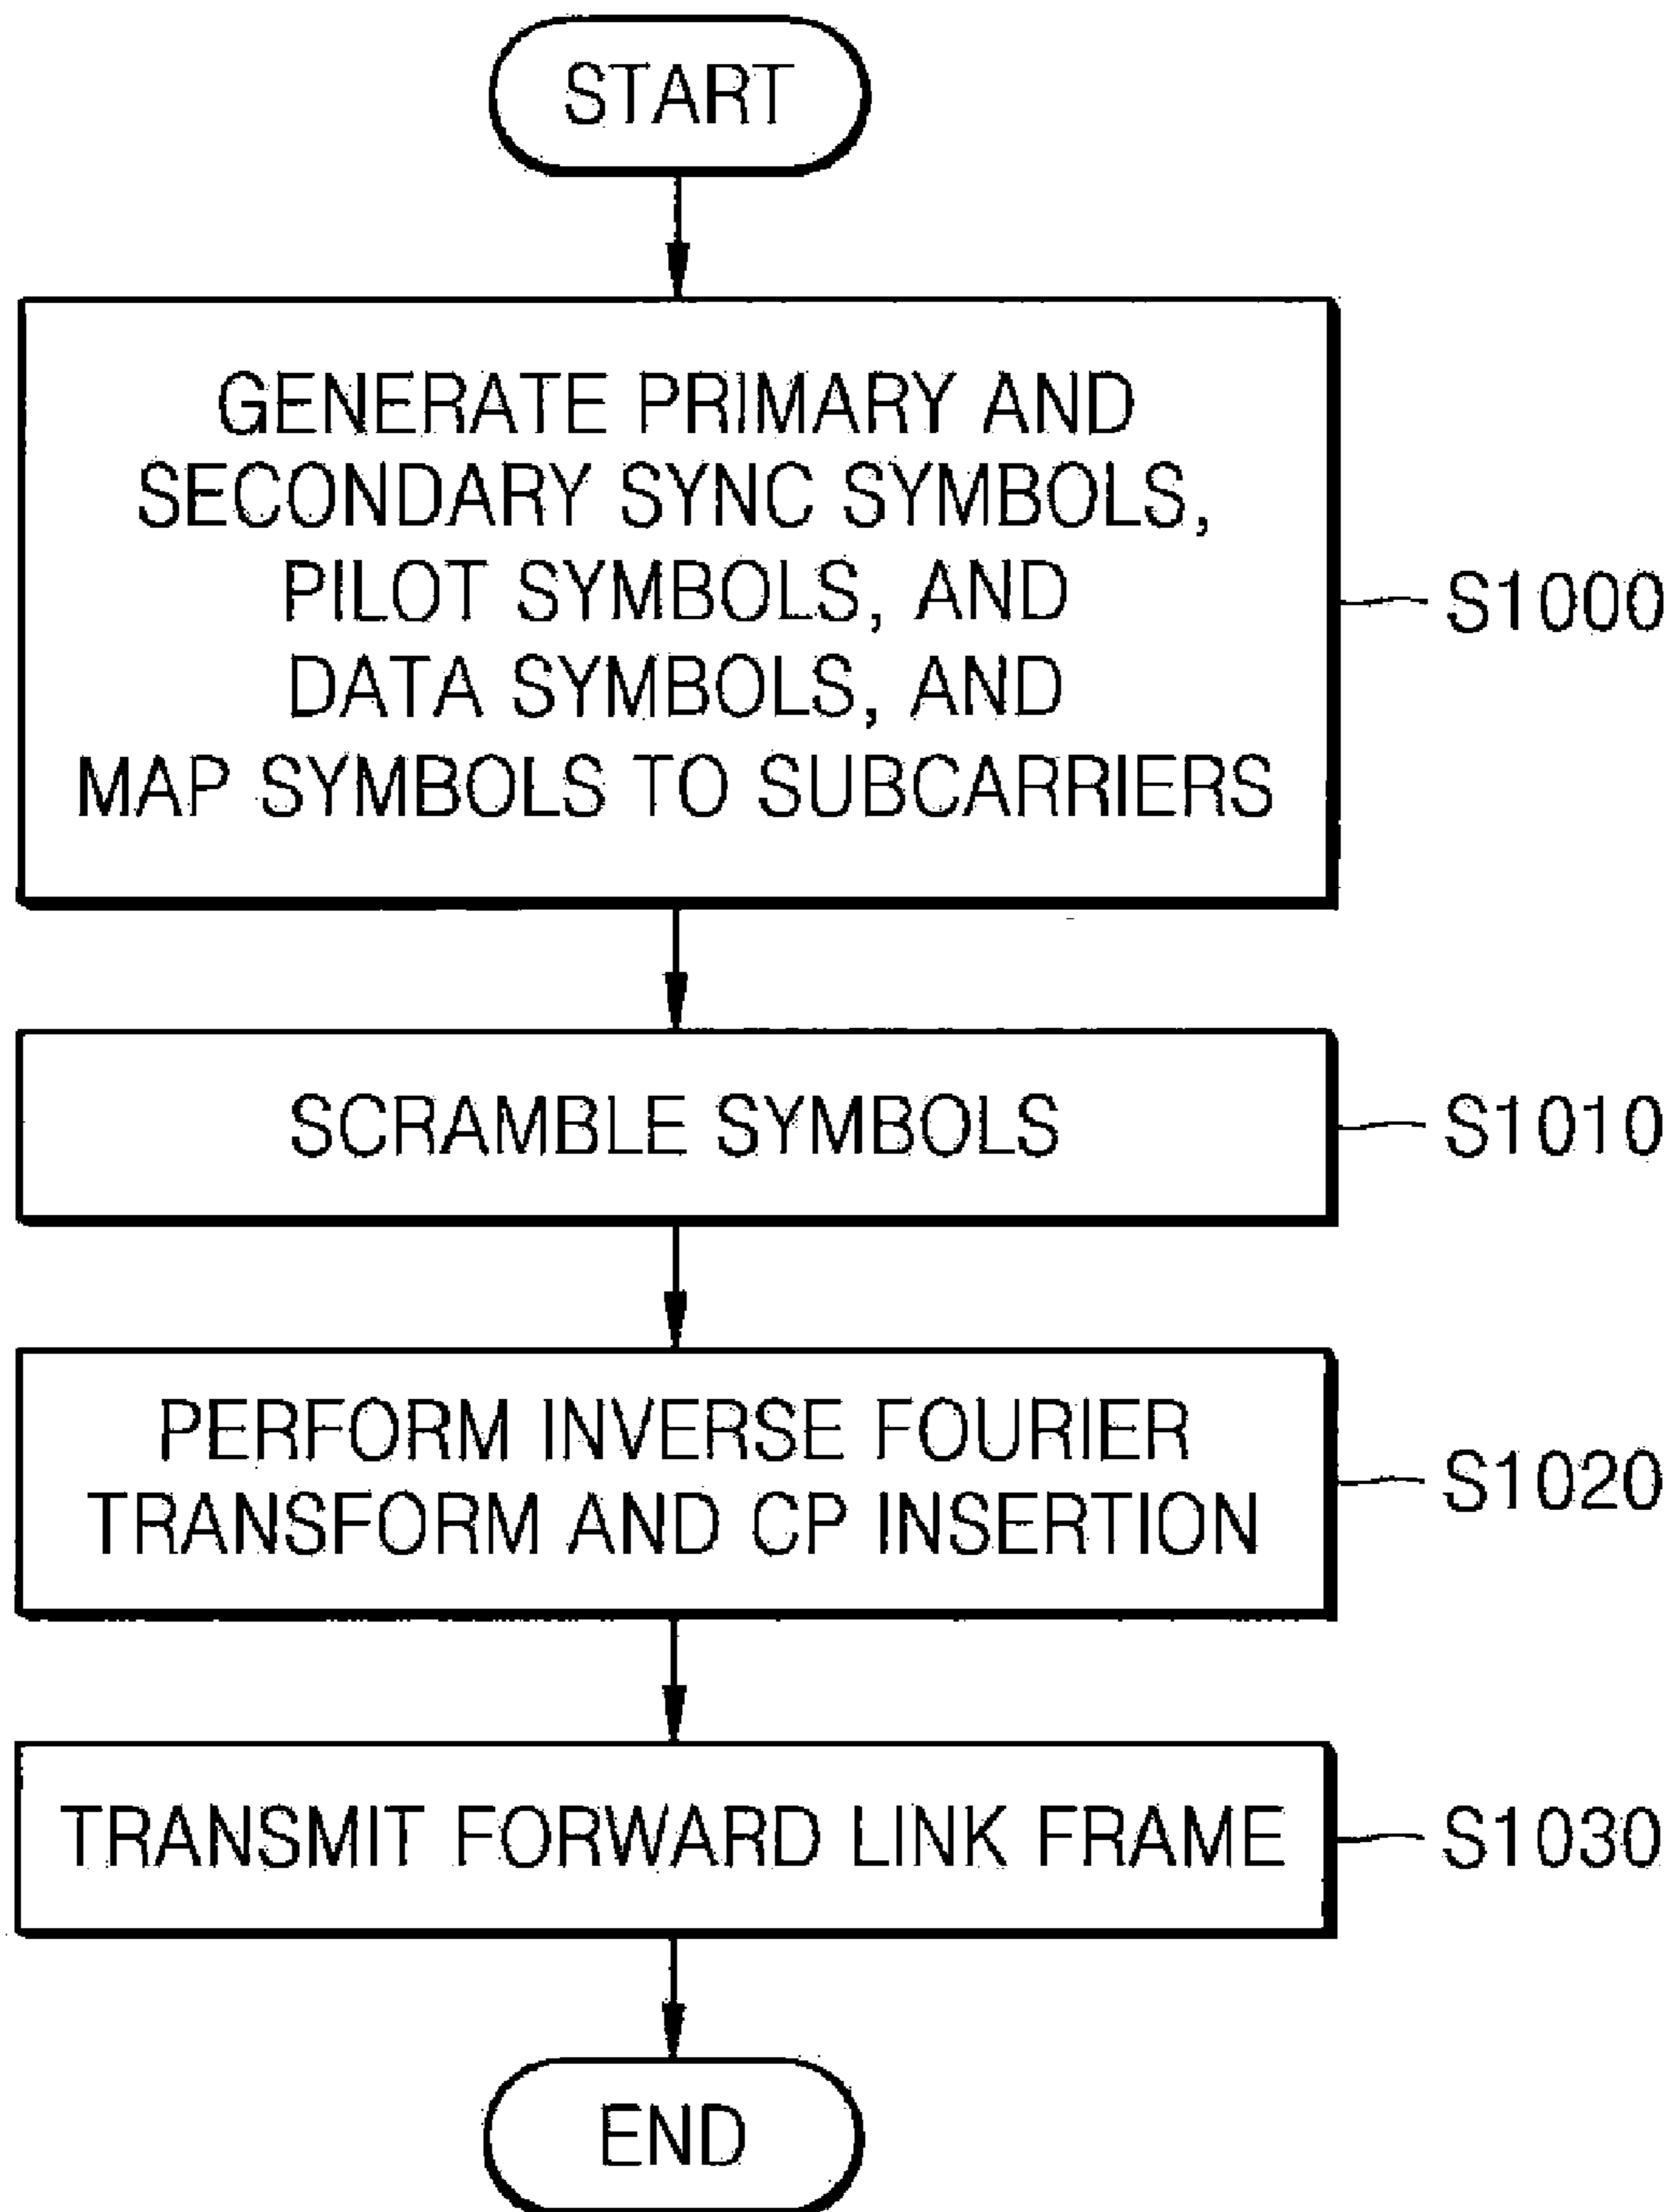 START
GENERATE PRIMARY AND
SECONDARY SYNC SYMBOLS,
PILOT SYMBOLS, AND
DATA SYMBOLS, AND
MAP SYMBOLS TO SUBCARRIERS
S1000
SCRAMBLE SYMBOLS
S1010
PERFORM INVERSE FOURIER
TRANSFORM AND CP INSERTION
S1020
TRANSMIT FORWARD LINK FRAME
S1030
END